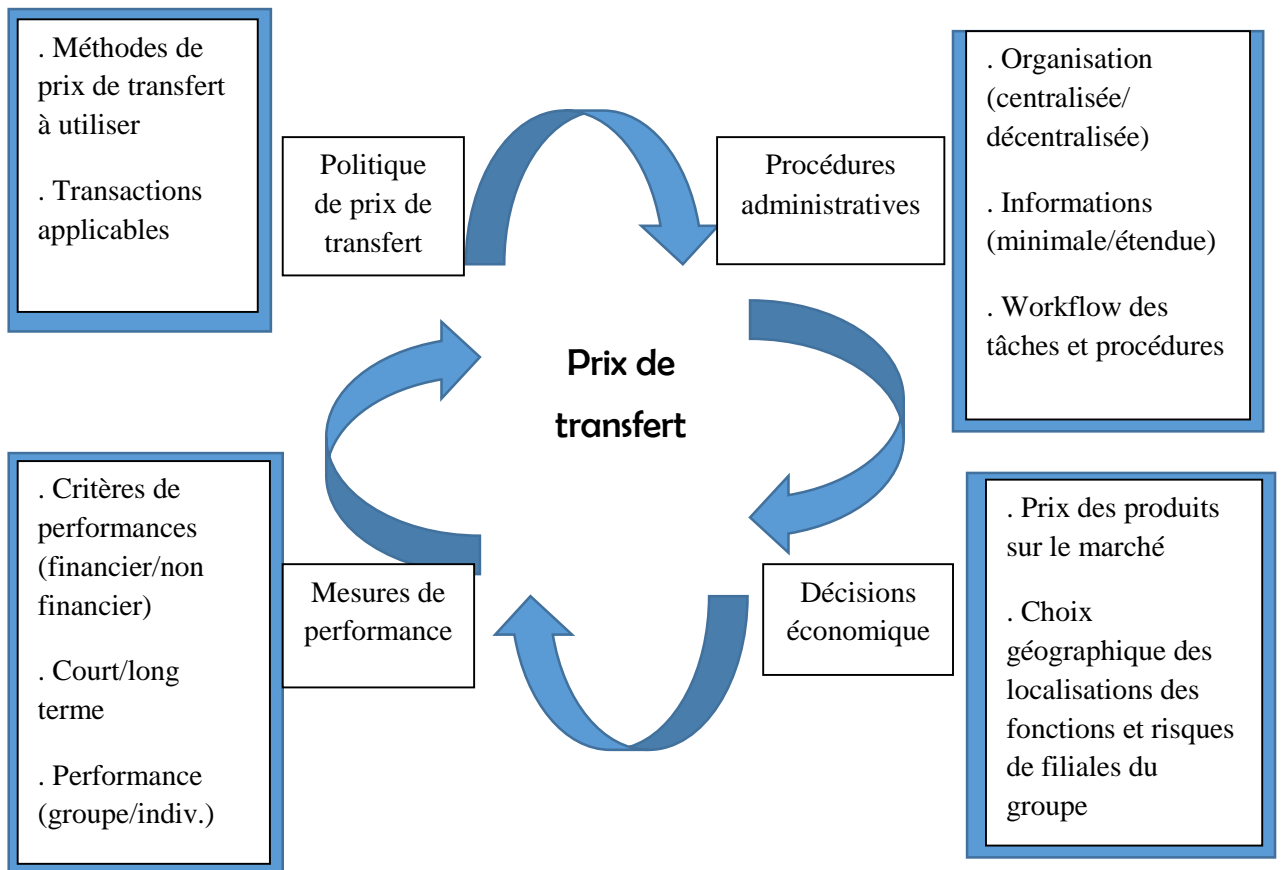 . Méthodes de
prix de transfert
à utiliser
. Transactions
applicables
Politique
de prix de
transfert
Procédures
administratives
. Organisation
(centralisée/
décentralisée)
. Informations
(minimale/étendue)
. Workflow des
tâches et procédures
Prix de
transfert
. Critères de
performances
(financier/non
financier)
. Court/long
terme
. Performance
(groupe/indiv.)
Mesures de
performance
Décisions
économique
. Prix des produits
sur le marché
. Choix
géographique des
localisations des
fonctions et risques
de filiales du
groupe